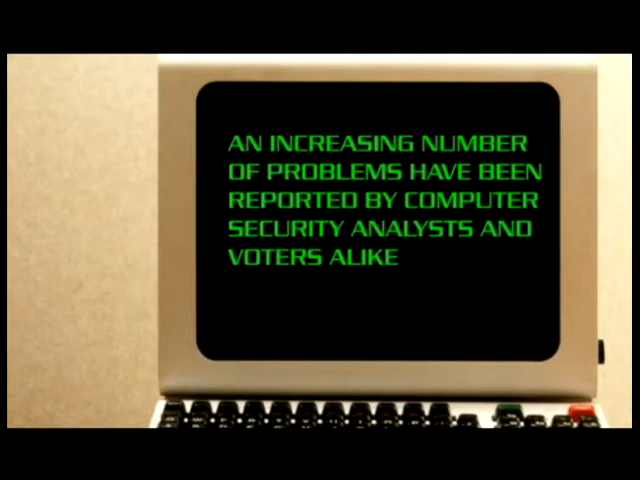 AN INCREASING NUMBER
OF PROBLEMS HAVE BEEN
REPORTED BY COMPUTER
SECURITY ANALYSTS AND
VOTERS ALIKE